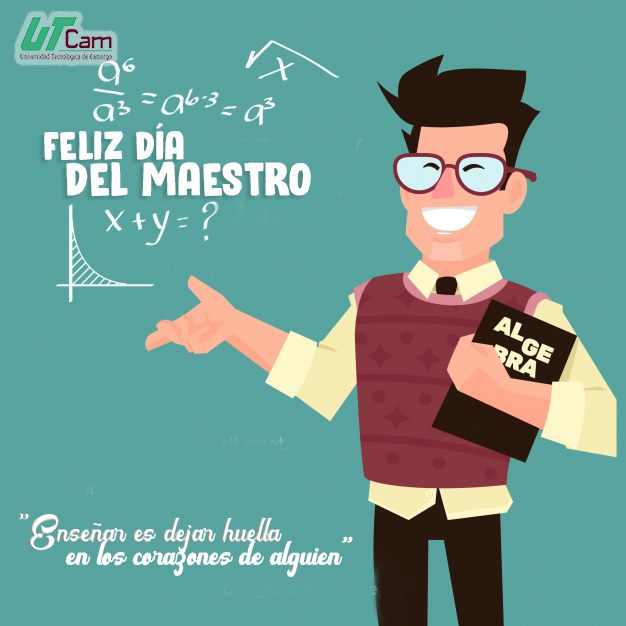 UTCam
Universidad Tecnológica de Camargo
a⁶/a³ = a⁶⁻³ = a³
√x
FELIZ DÍA
DEL MAESTRO
x + y = ?
ALGE
BRA
"Enseñar es dejar huella
en los corazones de alguien"